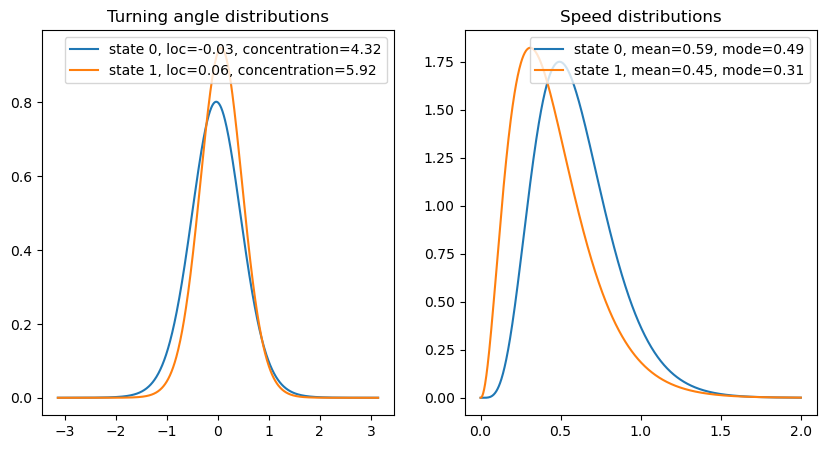 Turning angle distributions
state 0, loc=-0.03, concentration=4.32
state 1, loc=0.06, concentration=5.92
0.8
0.6
0.4
0.2
0.0
−3 −2 −1 0 1 2 3
Speed distributions
state 0, mean=0.59, mode=0.49
state 1, mean=0.45, mode=0.31
1.75
1.50
1.25
1.00
0.75
0.50
0.25
0.00
0.0 0.5 1.0 1.5 2.0